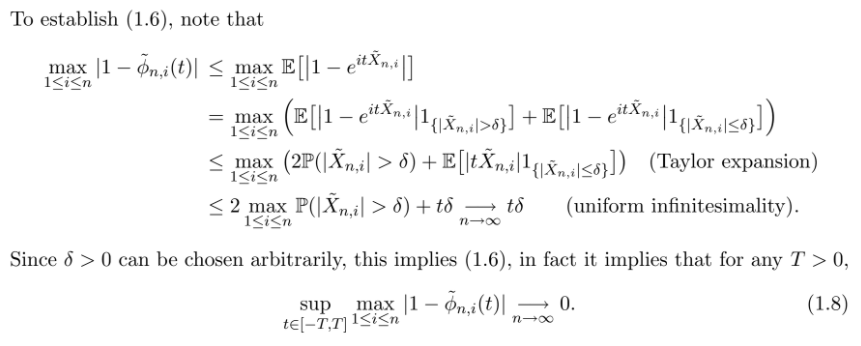 To establish (1.6), note that
max_{1≤i≤n} |1 − ϕ̃_{n,i}(t)| ≤ max_{1≤i≤n} 𝔼[|1 − e^{itX̃_{n,i}}|]
= max_{1≤i≤n} (𝔼[|1 − e^{itX̃_{n,i}}|1_{{|X̃_{n,i}|>δ}}] + 𝔼[|1 − e^{itX̃_{n,i}}|1_{{|X̃_{n,i}|≤δ}}])
≤ max_{1≤i≤n} (2ℙ(|X̃_{n,i}| > δ) + 𝔼[|tX̃_{n,i}|1_{{|X̃_{n,i}|≤δ}}]) (Taylor expansion)
≤ 2 max_{1≤i≤n} ℙ(|X̃_{n,i}| > δ) + tδ ⟶_{n→∞} tδ (uniform infinitesimality).
Since δ > 0 can be chosen arbitrarily, this implies (1.6), in fact it implies that for any T > 0,
sup_{t∈[−T,T]} max_{1≤i≤n} |1 − ϕ̃_{n,i}(t)| ⟶_{n→∞} 0. (1.8)